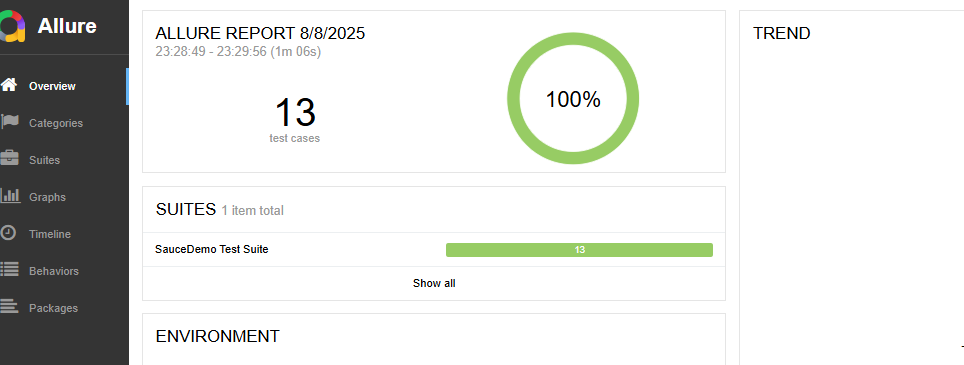 Allure
Overview
Categories
Suites
Graphs
Timeline
Behaviors
Packages
ALLURE REPORT 8/8/2025
23:28:49 - 23:29:56 (1m 06s)
13
test cases
100%
SUITES 1 item total
SauceDemo Test Suite 13
Show all
ENVIRONMENT
TREND